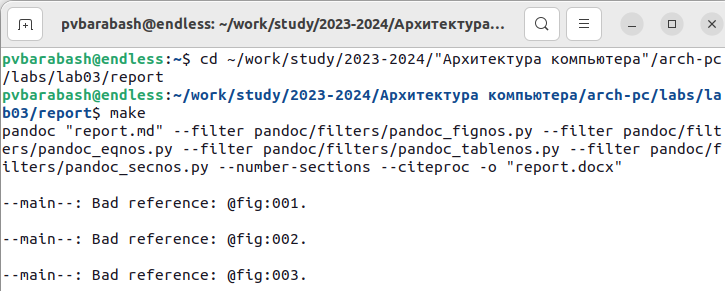 pvbarabash@endless: ~/work/study/2023-2024/Архитектура...
pvbarabash@endless:~$ cd ~/work/study/2023-2024/"Архитектура компьютера"/arch-pc
/labs/lab03/report
pvbarabash@endless:~/work/study/2023-2024/Архитектура компьютера/arch-pc/labs/la
b03/report$ make
pandoc "report.md" --filter pandoc/filters/pandoc_fignos.py --filter pandoc/filt
ers/pandoc_eqnos.py --filter pandoc/filters/pandoc_tablenos.py --filter pandoc/f
ilters/pandoc_secnos.py --number-sections --citeproc -o "report.docx"
--main--: Bad reference: @fig:001.
--main--: Bad reference: @fig:002.
--main--: Bad reference: @fig:003.